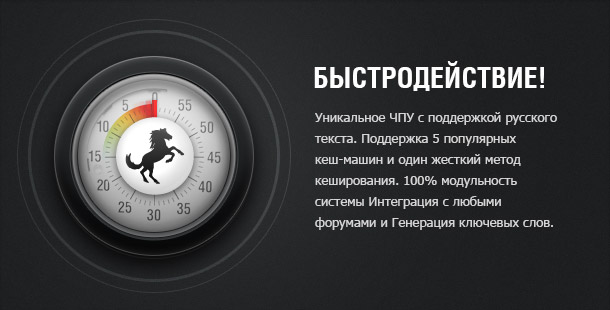 БЫСТРОДЕЙСТВИЕ!
Уникальное ЧПУ с поддержкой русского
текста. Поддержка 5 популярных
кеш-машин и один жесткий метод
кеширования. 100% модульность
системы Интеграция с любыми
форумами и Генерация ключевых слов.
0
55
50
45
40
35
30
25
20
15
10
5